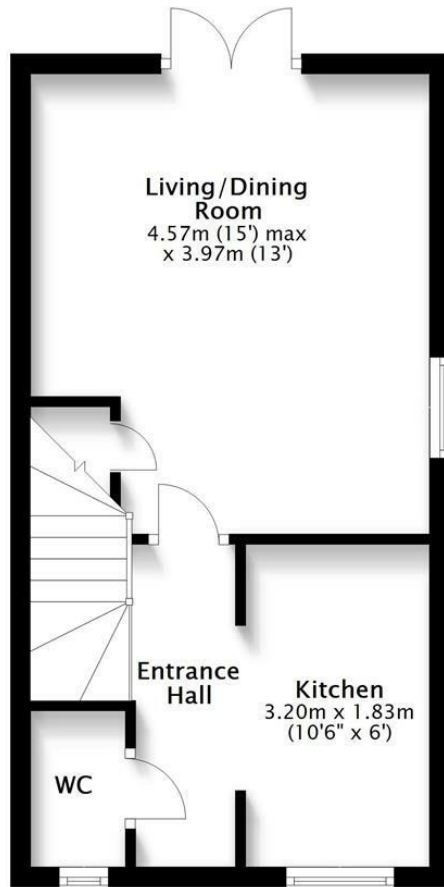 Living/Dining
Room
4.57m (15') max
x 3.97m (13')
Entrance
Hall
Kitchen
3.20m x 1.83m
(10'6" x 6')
WC